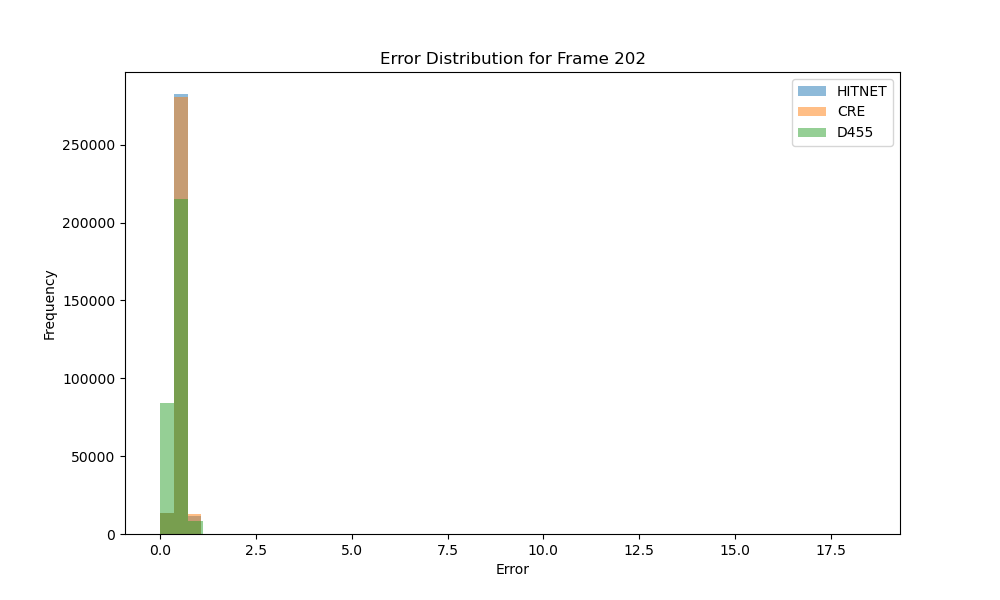 Error Distribution for Frame 202
HITNET
CRE
D455
Frequency
250000
200000
150000
100000
50000
0
0.0 2.5 5.0 7.5 10.0 12.5 15.0 17.5
Error